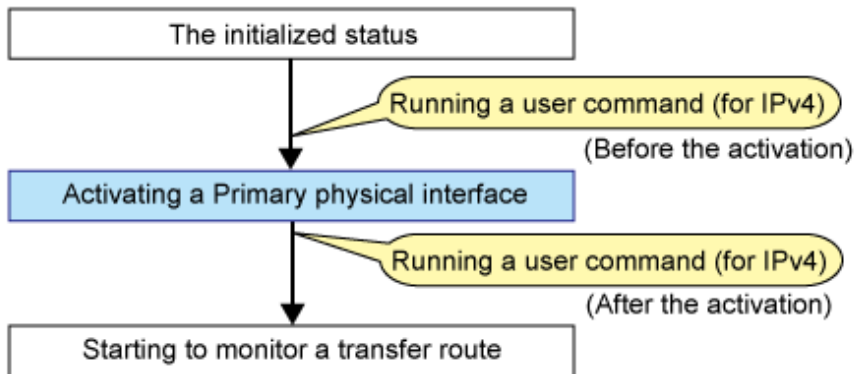 The initialized status
Running a user command (for IPv4)
(Before the activation)
Activating a Primary physical interface
Running a user command (for IPv4)
(After the activation)
Starting to monitor a transfer route